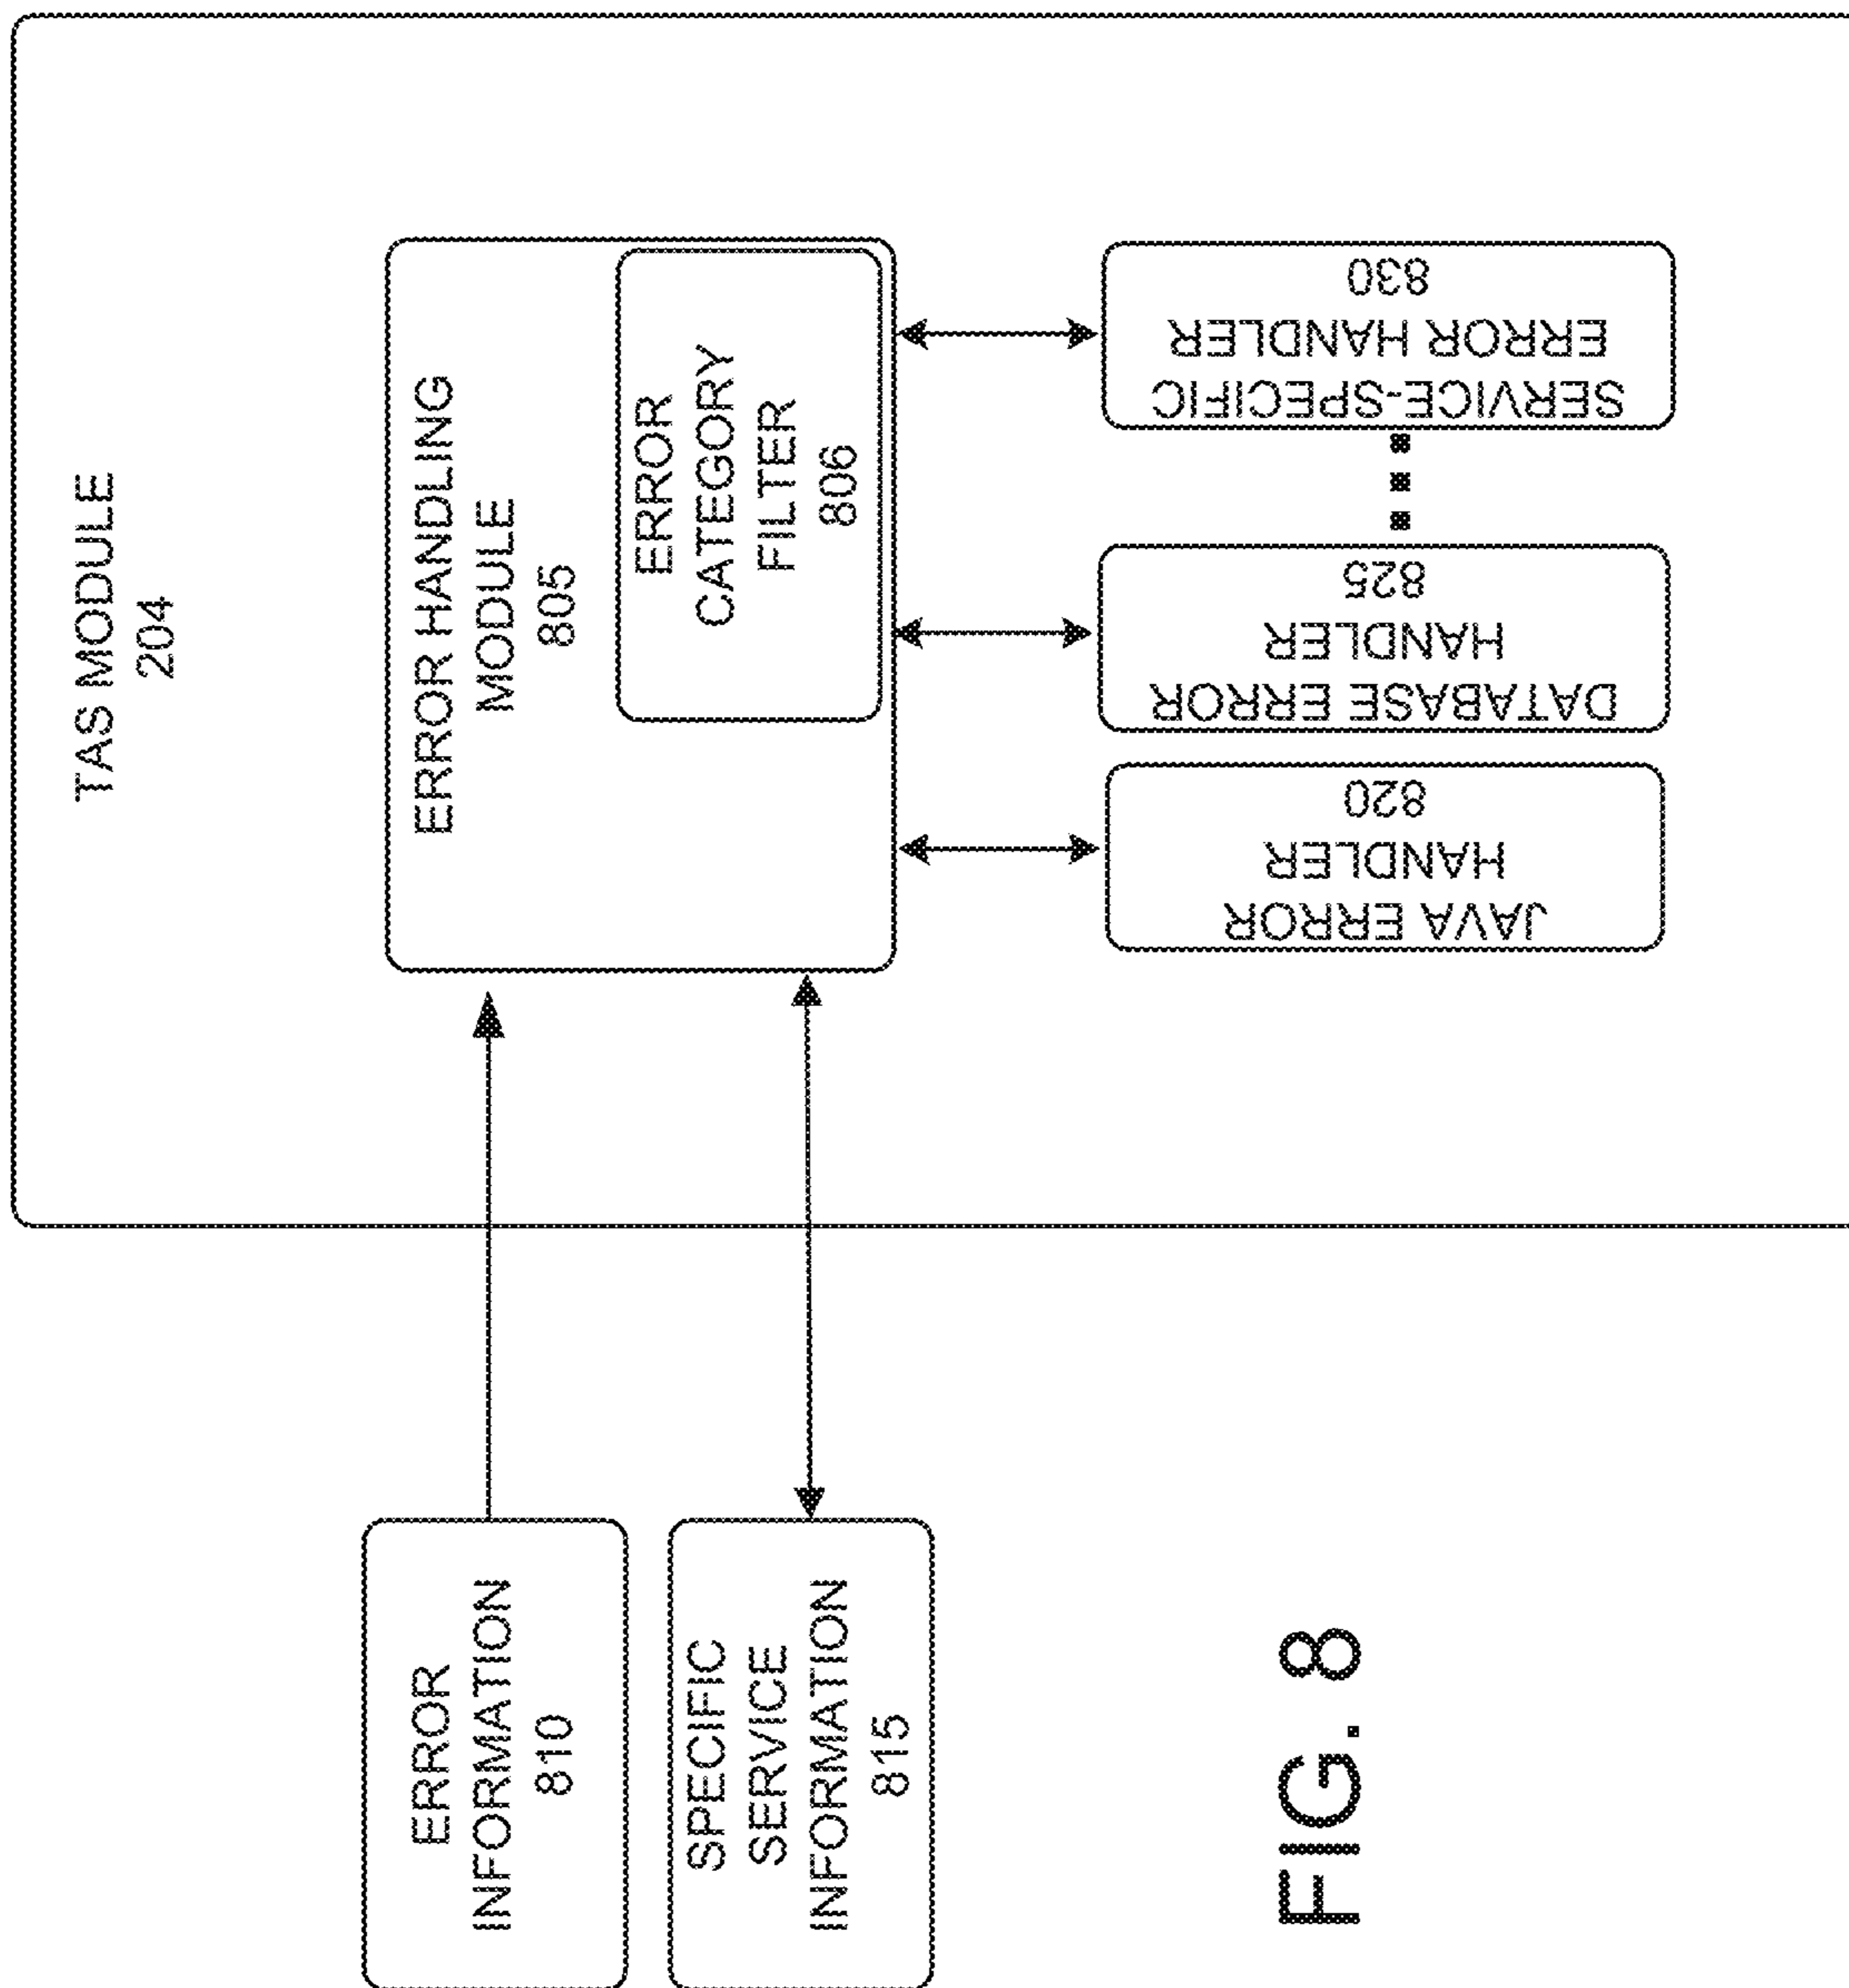 TAS MODULE
204
ERROR HANDLING
MODULE
805
ERROR
CATEGORY
FILTER
806
ERROR
INFORMATION
810
SPECIFIC
SERVICE
INFORMATION
815
JAVA ERROR
HANDLER
820
DATABASE ERROR
HANDLER
825
SERVICE-SPECIFIC
ERROR HANDLER
830
FIG. 8